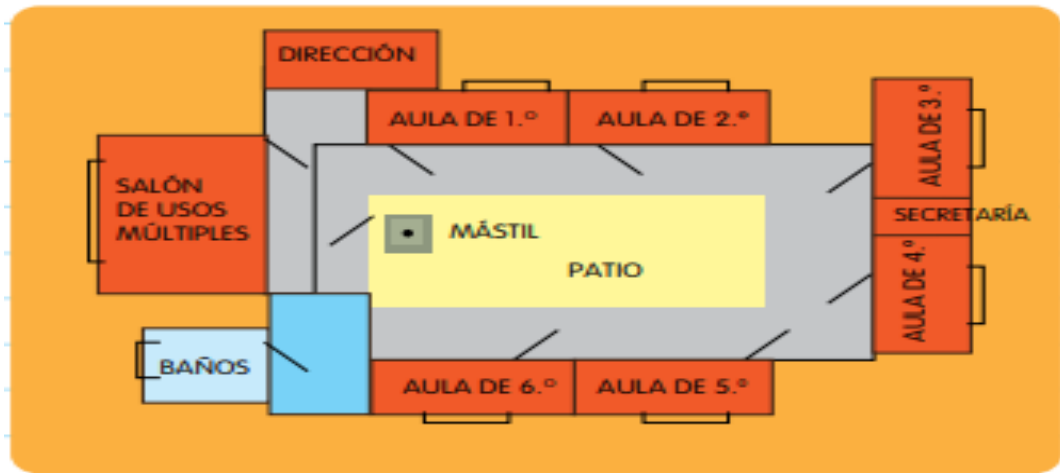 DIRECCIÓN
AULA DE 1.º
AULA DE 2.º
AULA DE 3.º
SALÓN
DE USOS
MÚLTIPLES
SECRETARÍA
MÁSTIL
PATIO
AULA DE 4.º
BAÑOS
AULA DE 6.º
AULA DE 5.º